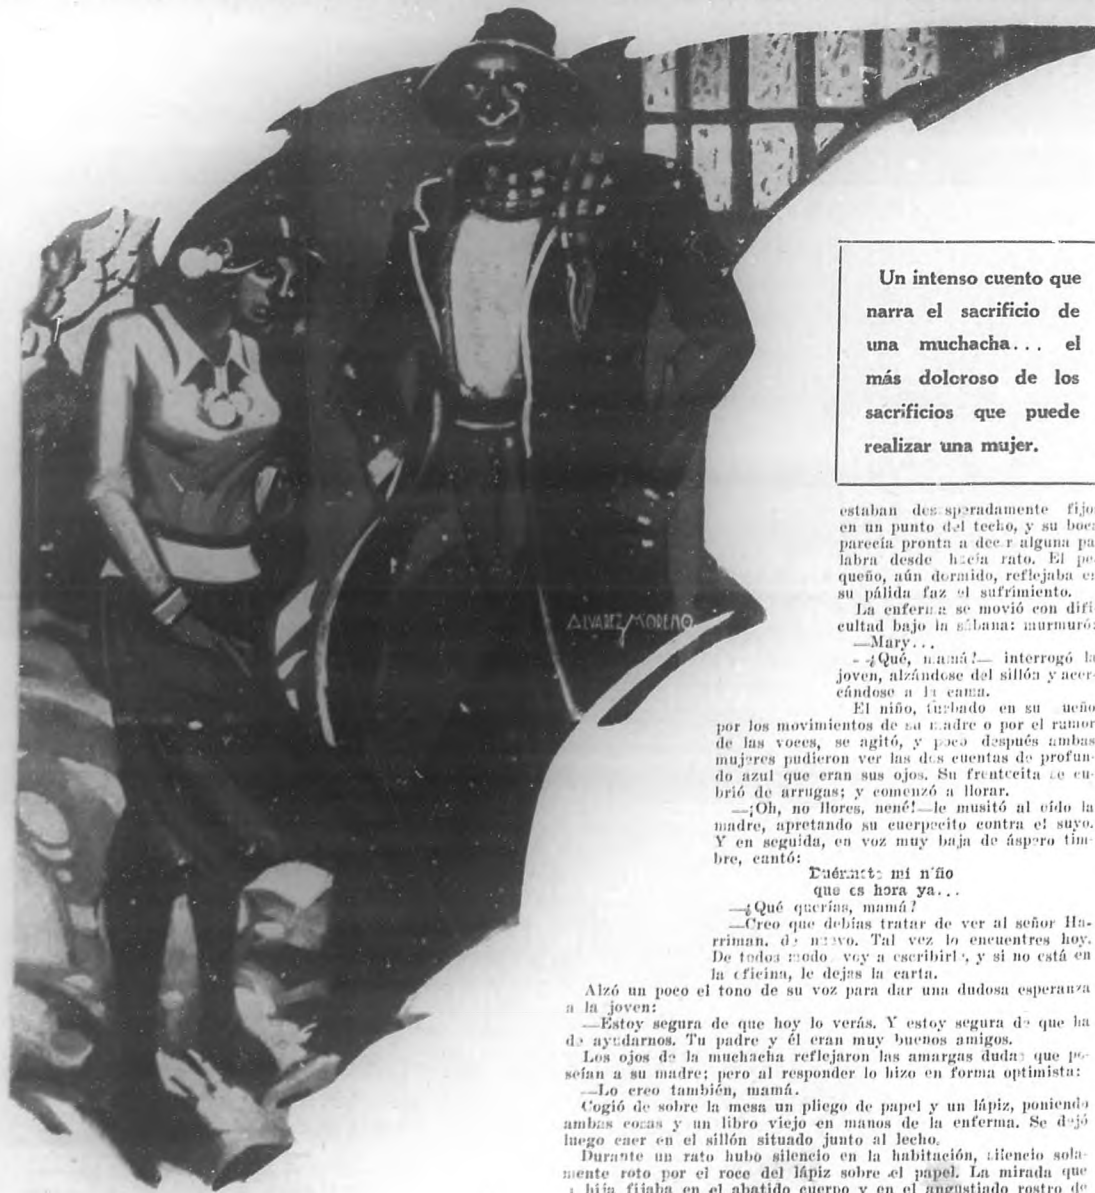 Un intenso cuento que
narra el sacrificio de
una muchacha... el
más doloroso de los
sacrificios que puede
realizar una mujer.
ALVAREZ MORENO
estaban desesperadamente fijo
en un punto del techo, y su boc
parecía pronta a decir alguna pa
labra desde hacía rato. El pe
queño, aún dormido, reflejaba e
su pálida faz el sufrimiento.
La enferma se movió con difi
cultad bajo la sábana: murmuró:
—Mary...
—¿Qué, mamá?— interrogó la
joven, alzándose del sillón y acer-
cándose a la cama.
El niño, turbado en su ueño
por los movimientos de su madre o por el rumor
de las voces, se agitó, y poco después ambas
mujeres pudieron ver las dos cuentas de profun-
do azul que eran sus ojos. Su frentecita se cu-
brió de arrugas; y comenzó a llorar.
—¡Oh, no llores, nené!—le musitó al oído la
madre, apretando su cuerpecito contra el suyo.
Y en seguida, en voz muy baja de áspero tim-
bre, cantó:
Duérmete mi niño
que es hora ya...
—¿Qué querías, mamá?
—Creo que debías tratar de ver al señor Ha-
rriman, de nuevo. Tal vez lo encuentres hoy.
De todos modo voy a escribirle, y si no está en
la oficina, le dejas la carta.
Alzó un poco el tono de su voz para dar una dudosa esperanza
a la joven:
—Estoy segura de que hoy lo verás. Y estoy segura de que ha
de ayudarnos. Tu padre y él eran muy buenos amigos.
Los ojos de la muchacha reflejaron las amargas dudas que po-
seían a su madre; pero al responder lo hizo en forma optimista:
—Lo creo también, mamá.
Cogió de sobre la mesa un pliego de papel y un lápiz, poniendo
ambas cosas y un libro viejo en manos de la enferma. Se dejó
luego caer en el sillón situado junto al lecho.
Durante un rato hubo silencio en la habitación, silencio sola-
mente roto por el roce del lápiz sobre el papel. La mirada que
hija fijaba en el abatido cuerpo y en el angustiado rostro de